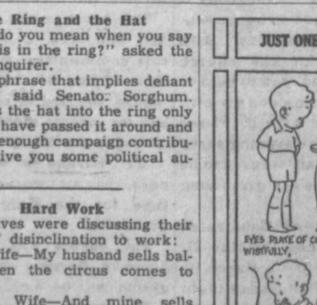 e Ring and the Hat
do you mean when you say
is in the ring?" asked the
nquirer.
phrase that implies defiant
said Senato. Sorghum.
s the hat into the ring only
have passed it around and
enough campaign contribu-
ive you some political au-
Hard Work
ves were discussing their
disinclination to work:
ife—My husband sells bal-
en the circus comes to
Wife—And mine sells
JUST ONE
EYES PLATE OF C
WISTFULLY,